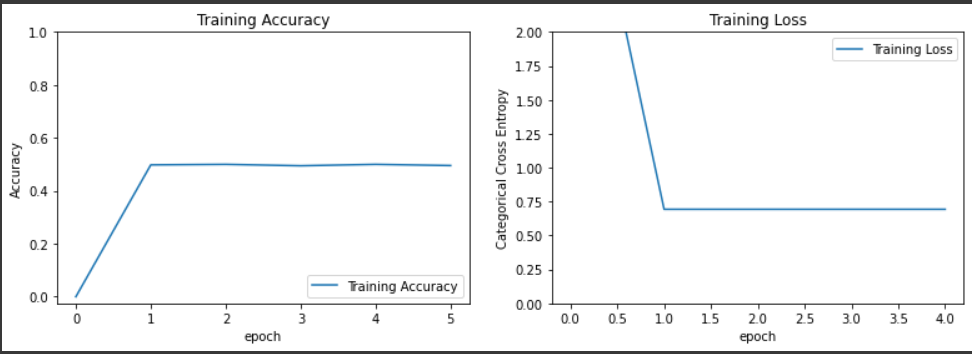 Training Accuracy
1.0
0.8
0.6
0.4
0.2
0.0
Accuracy
Training Accuracy
0 1 2 3 4 5
epoch
Training Loss
2.00
1.75
1.50
1.25
1.00
0.75
0.50
0.25
0.00
Categorical Cross Entropy
Training Loss
0.0 0.5 1.0 1.5 2.0 2.5 3.0 3.5 4.0
epoch